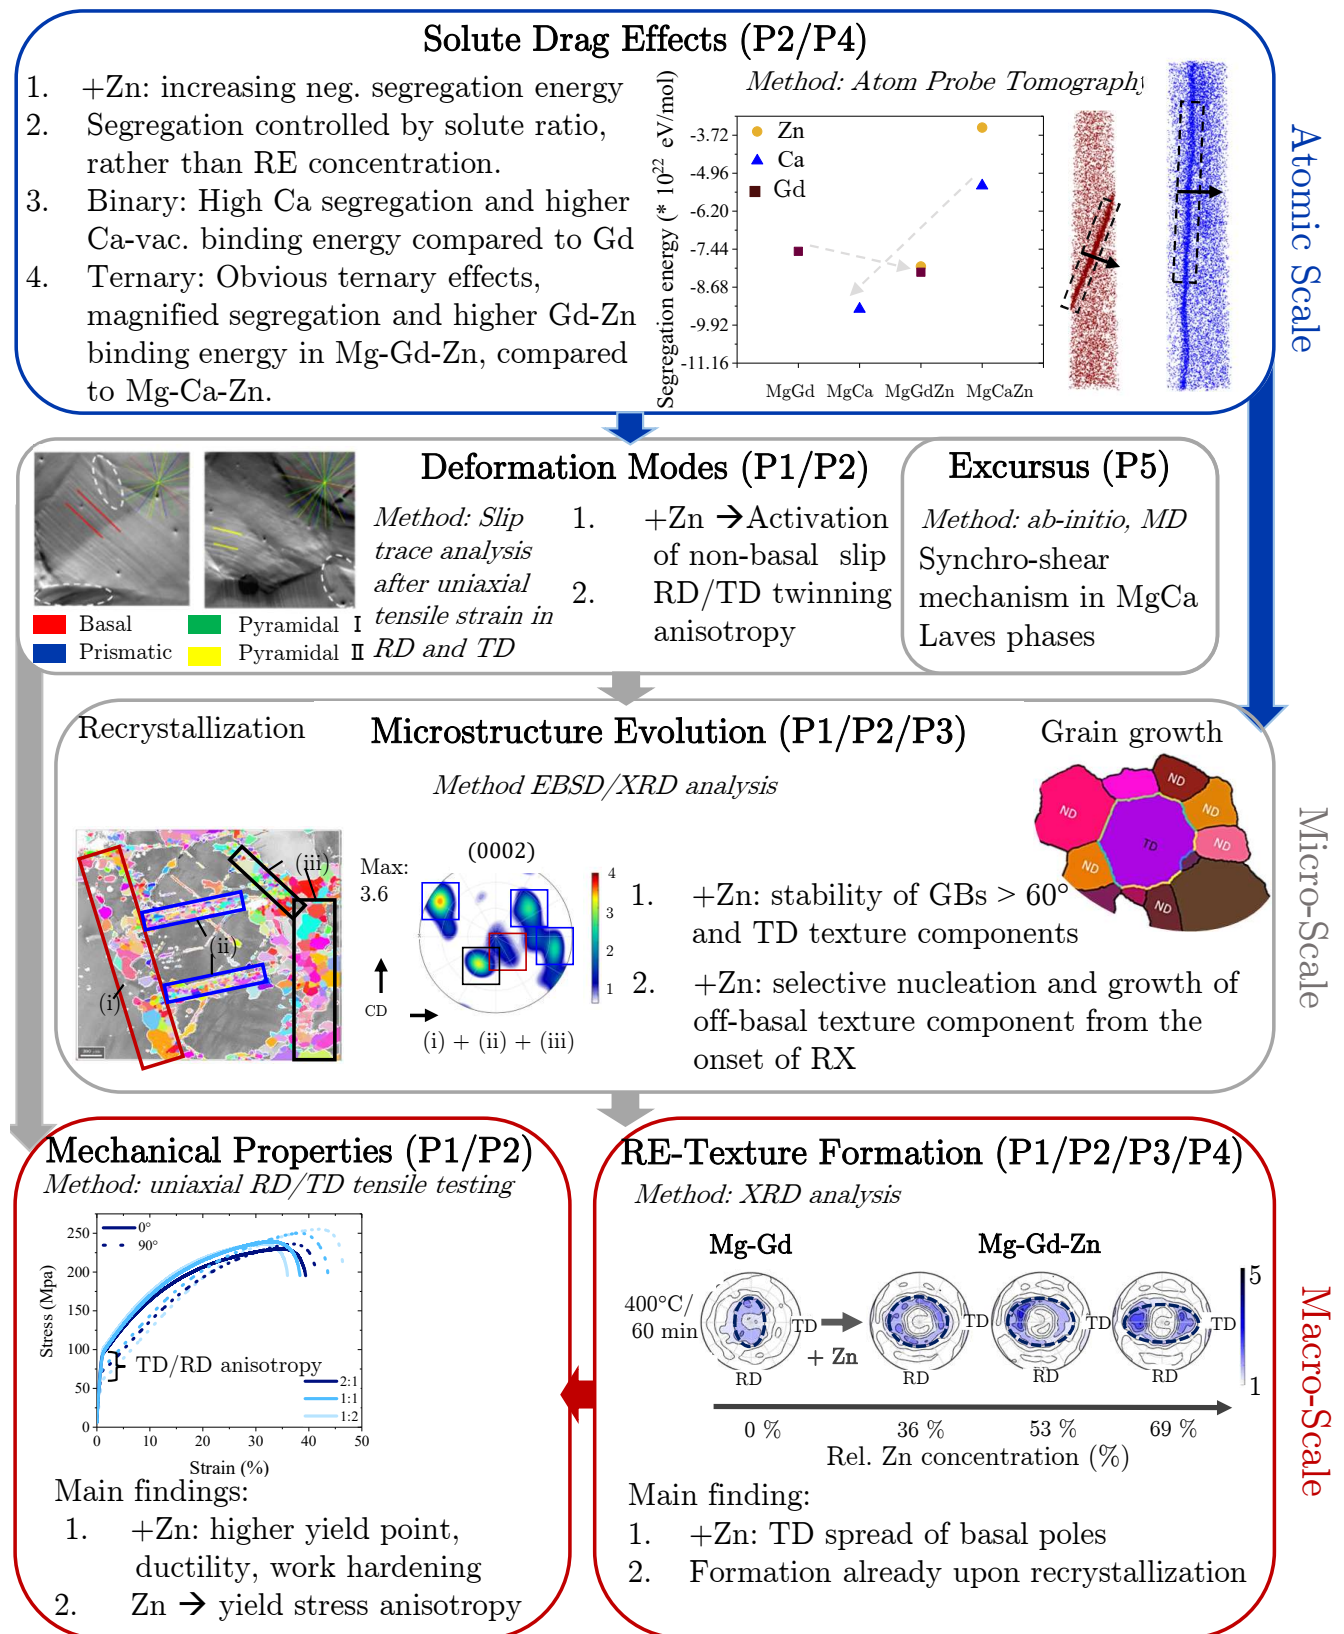 Solute Drag Effects (P2/P4)
1. +Zn: increasing neg. segregation energy
2. Segregation controlled by solute ratio,
rather than RE concentration.
3. Binary: High Ca segregation and higher
Ca-vac. binding energy compared to Gd
4. Ternary: Obvious ternary effects,
magnified segregation and higher Gd-Zn
binding energy in Mg-Gd-Zn, compared
to Mg-Ca-Zn.
Method: Atom Probe Tomography
Segregation energy (* 10²² eV/mol)
-3.72
-4.96
-6.20
-7.44
-8.68
-9.92
-11.16
Zn
Ca
Gd
MgGd MgCa MgGdZn MgCaZn
Atomic Scale
Deformation Modes (P1/P2)
Method: Slip
trace analysis
after uniaxial
tensile strain in
RD and TD
1. +Zn → Activation
of non-basal slip
2. RD/TD twinning
anisotropy
Basal
Prismatic
Pyramidal I
Pyramidal II
Excursus (P5)
Method: ab-initio, MD
Synchro-shear
mechanism in MgCa
Laves phases
Recrystallization
Microstructure Evolution (P1/P2/P3)
Grain growth
Method EBSD/XRD analysis
(i)
(ii)
(iii)
Max:
3.6
(0002)
4
3
2
1
CD
(i) + (ii) + (iii)
ND
ND
ND
ND
ND
ND
TD
1. +Zn: stability of GBs > 60°
and TD texture components
2. +Zn: selective nucleation and growth of
off-basal texture component from the
onset of RX
Micro-Scale
Mechanical Properties (P1/P2)
Method: uniaxial RD/TD tensile testing
Stress (Mpa)
250
200
150
100
50
0
0°
90°
TD/RD anisotropy
2:1
1:1
1:2
0 10 20 30 40 50
Strain (%)
Main findings:
1. +Zn: higher yield point,
ductility, work hardening
2. Zn → yield stress anisotropy
RE-Texture Formation (P1/P2/P3/P4)
Method: XRD analysis
Mg-Gd
Mg-Gd-Zn
400°C/
60 min
TD
RD
+ Zn
TD
RD
TD
RD
TD
RD
5
1
0 % 36 % 53 % 69 %
Rel. Zn concentration (%)
Main finding:
1. +Zn: TD spread of basal poles
2. Formation already upon recrystallization
Macro-Scale